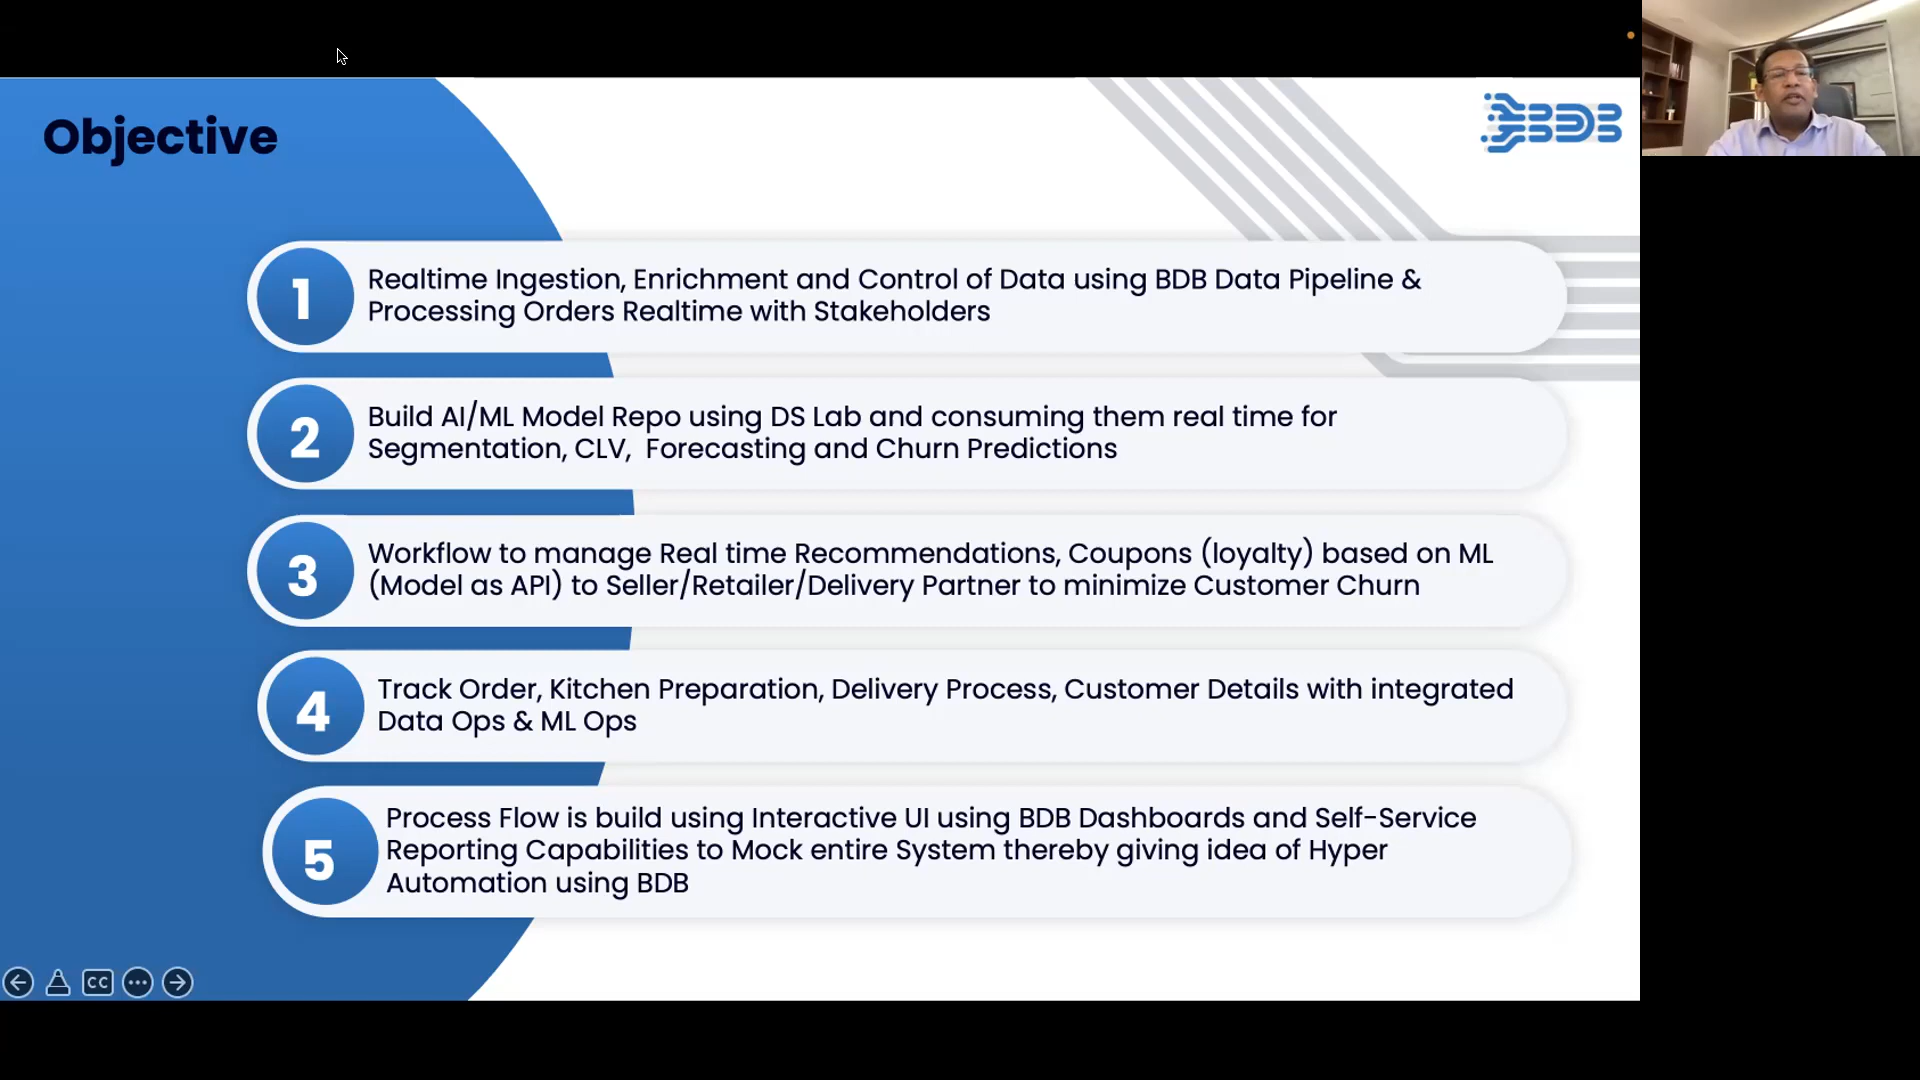 Objective
BDB
1
Realtime Ingestion, Enrichment and Control of Data using BDB Data Pipeline &
Processing Orders Realtime with Stakeholders
2
Build AI/ML Model Repo using DS Lab and consuming them real time for
Segmentation, CLV,  Forecasting and Churn Predictions
3
Workflow to manage Real time Recommendations, Coupons (loyalty) based on ML
(Model as API) to Seller/Retailer/Delivery Partner to minimize Customer Churn
4
Track Order, Kitchen Preparation, Delivery Process, Customer Details with integrated
Data Ops & ML Ops
5
Process Flow is build using Interactive UI using BDB Dashboards and Self-Service
Reporting Capabilities to Mock entire System thereby giving idea of Hyper
Automation using BDB
CC